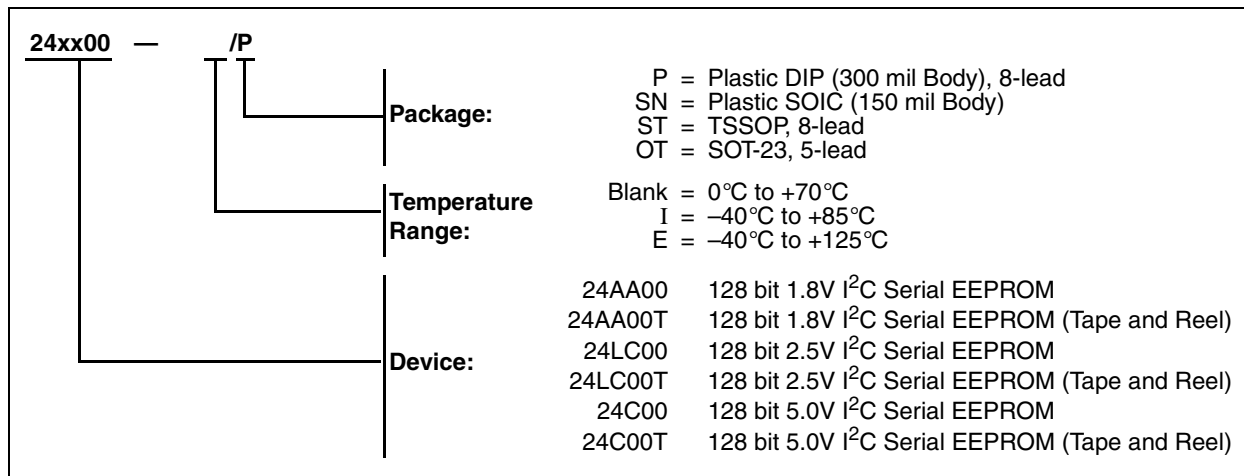 24xx00 — /P
Package:
P = Plastic DIP (300 mil Body), 8-lead
SN = Plastic SOIC (150 mil Body)
ST = TSSOP, 8-lead
OT = SOT-23, 5-lead
Temperature
Range:
Blank = 0°C to +70°C
I = –40°C to +85°C
E = –40°C to +125°C
Device:
24AA00 128 bit 1.8V I²C Serial EEPROM
24AA00T 128 bit 1.8V I²C Serial EEPROM (Tape and Reel)
24LC00 128 bit 2.5V I²C Serial EEPROM
24LC00T 128 bit 2.5V I²C Serial EEPROM (Tape and Reel)
24C00 128 bit 5.0V I²C Serial EEPROM
24C00T 128 bit 5.0V I²C Serial EEPROM (Tape and Reel)